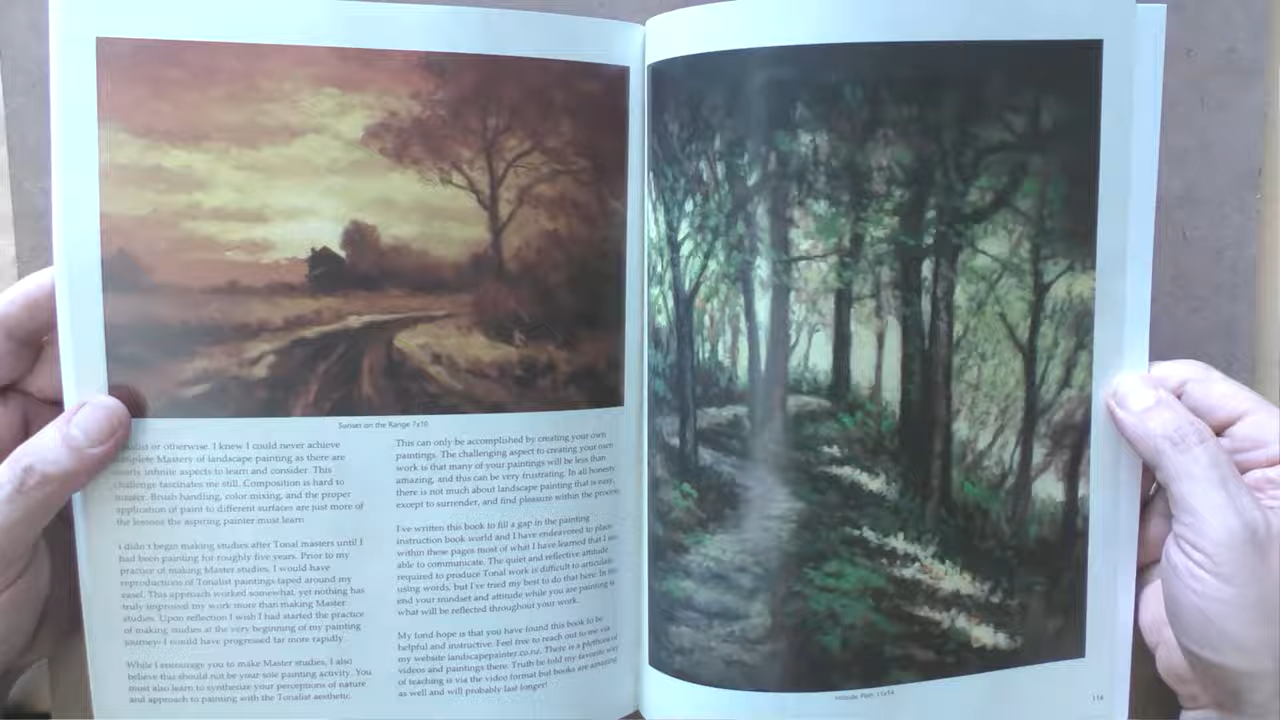 Sunset on the Range 7x10
or otherwise. I knew I could never achieve
Mastery of landscape painting as there are
infinite aspects to learn and consider. This
challenge fascinates me still. Composition is hard to
master. Brush handling, color mixing, and the proper
application of paint to different surfaces are just more of
the lessons the aspiring painter must learn.
I didn't begin making studies after Tonal masters until I
had been painting for roughly five years. Prior to my
practice of making Master studies, I would have
reproductions of Tonalist paintings taped around my
easel. This approach worked somewhat, yet nothing has
truly improved my work more than making Master
studies. Upon reflection I wish I had started the practice
of making studies at the very beginning of my painting
journey- I would have progressed far more rapidly.
While I encourage you to make Master studies, I also
believe this should not be your sole painting activity. You
must also learn to synthesize your perceptions of nature
and approach to painting with the Tonalist aesthetic.
This can only be accomplished by creating your own
paintings. The challenging aspect to creating your own
work is that many of your paintings will be less than
amazing, and this can be very frustrating. In all honesty
there is not much about landscape painting that is easy,
except to surrender, and find pleasure within the process
I've written this book to fill a gap in the painting
instruction book world and I have endeavored to place
within these pages most of what I have learned that I
able to communicate. The quiet and reflective attitude
required to produce Tonal work is difficult to articulate
using words, but I've tried my best to do that here. In
end your mindset and attitude while you are painting is
what will be reflected throughout your work.
My fond hope is that you have found this book to be
helpful and instructive. Feel free to reach out to me via
my website landscapepainter.co.nz. There is a plethora of
videos and paintings there. Truth be told my favorite way
of teaching is via the video format but books are amazing
as well and will probably last longer!
Hillside Path 11x14
114